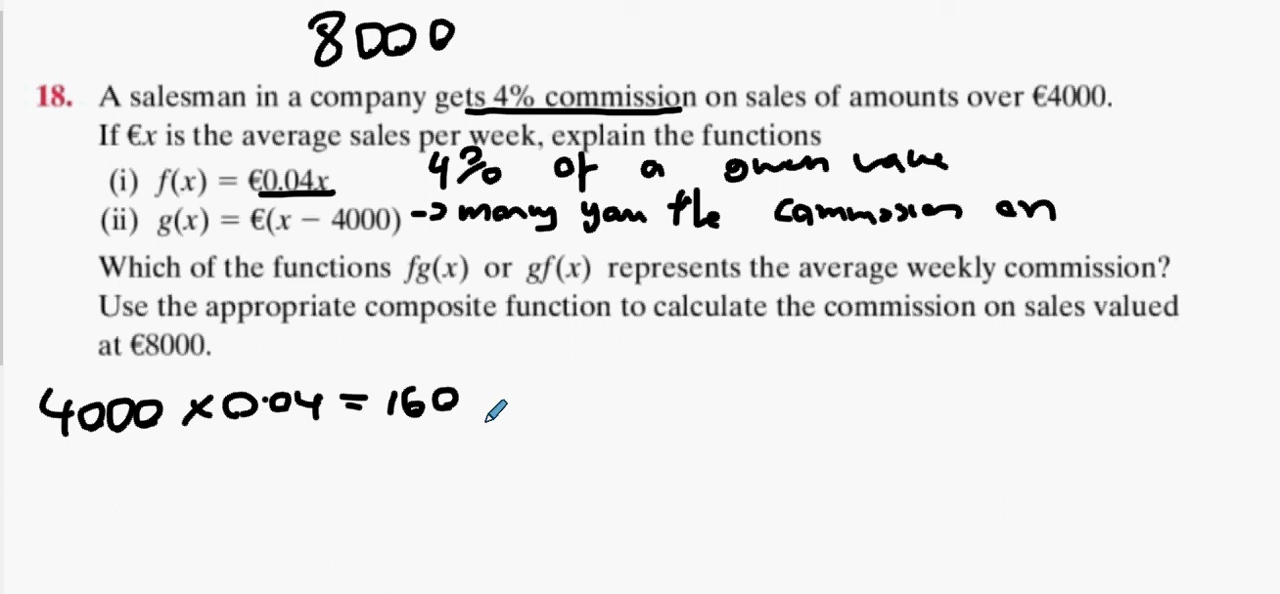 8000
18. A salesman in a company gets 4% commission on sales of amounts over €4000.
If €x is the average sales per week, explain the functions
(i) f(x) = €0.04x
4% of a given value
(ii) g(x) = €(x − 4000) → money you the commission on
Which of the functions fg(x) or gf(x) represents the average weekly commission?
Use the appropriate composite function to calculate the commission on sales valued
at €8000.
4000 × 0.04 = 160